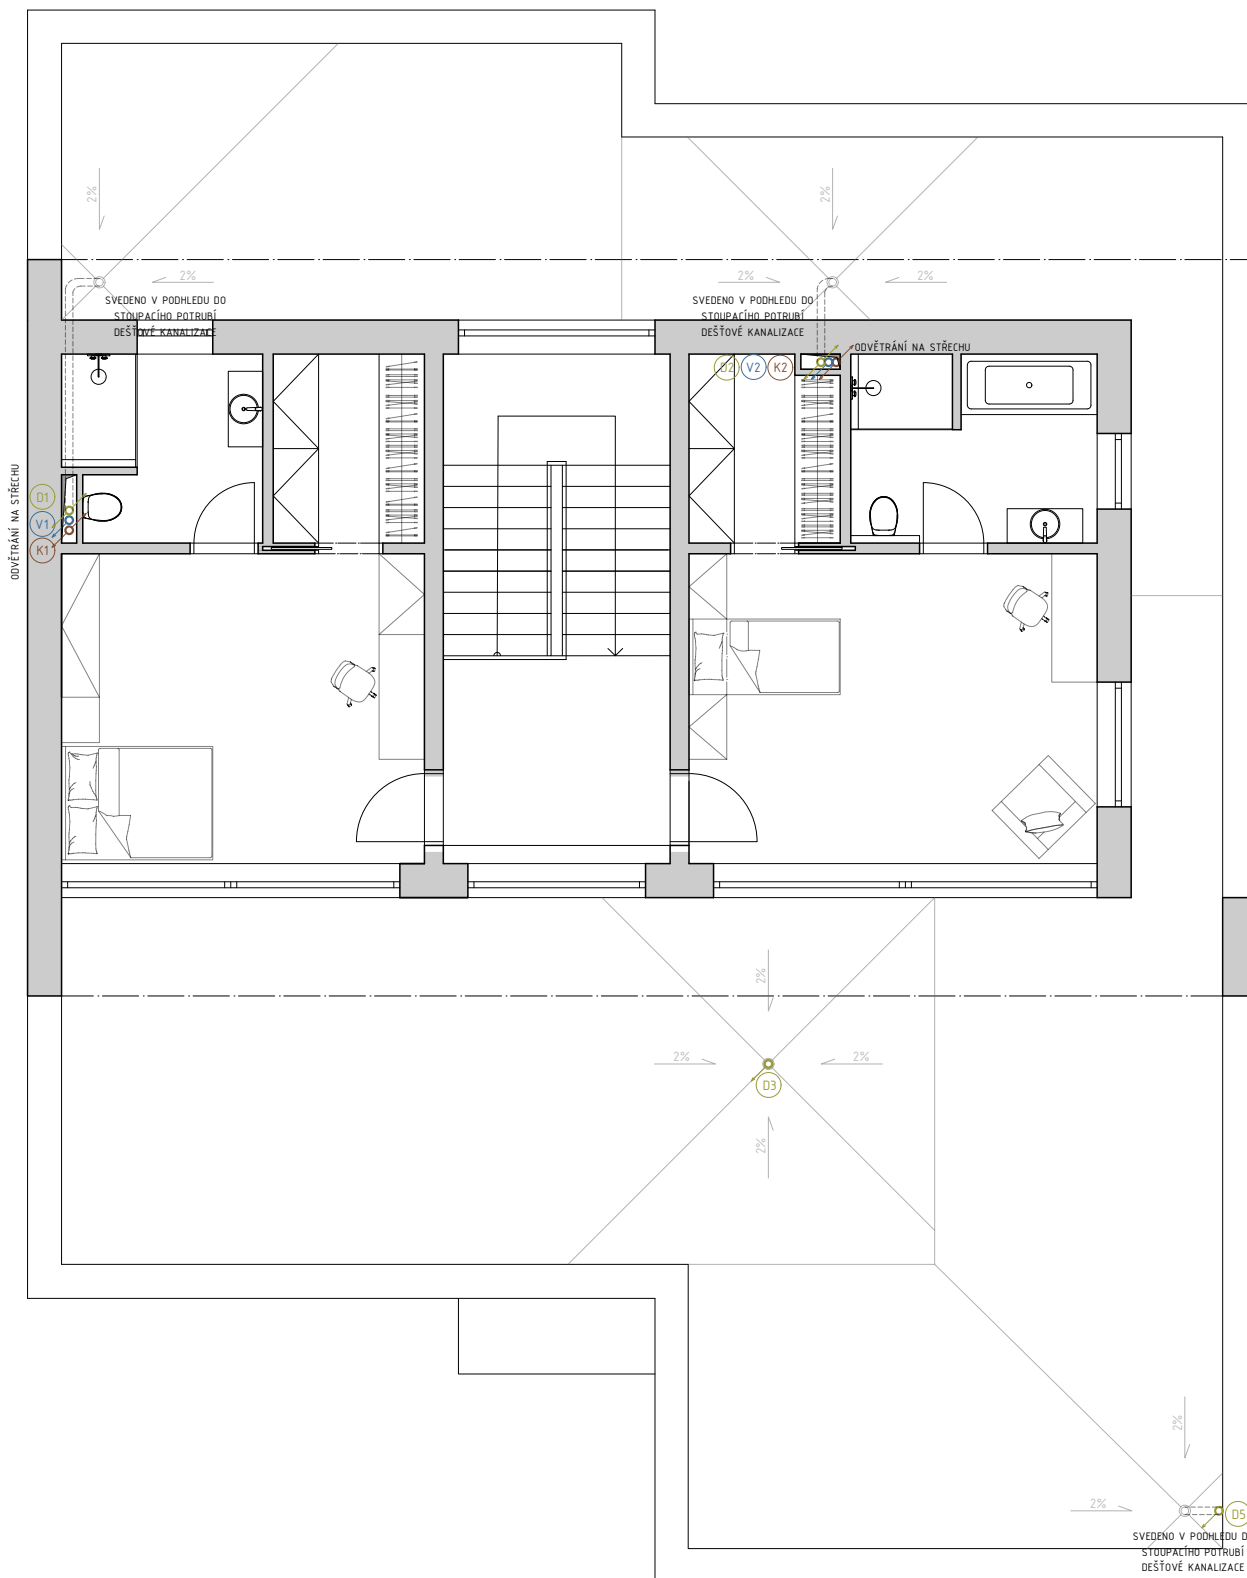 2%
2%
2%
2%
2%
SVEDENO V PODHLEDU DO
STOUPACÍHO POTRUBÍ
DEŠŤOVÉ KANALIZACE
SVEDENO V PODHLEDU DO
STOUPACÍHO POTRUBÍ
DEŠŤOVÉ KANALIZACE
ODVĚTRÁNÍ NA STŘECHU
D2 V2 K2
ODVĚTRÁNÍ NA STŘECHU
D1
V1
K1
2%
2%
2%
D3
2%
2%
2%
D5
SVEDENO V PODHLEDU D
STOUPACÍHO POTRUBÍ
DEŠŤOVÉ KANALIZACE